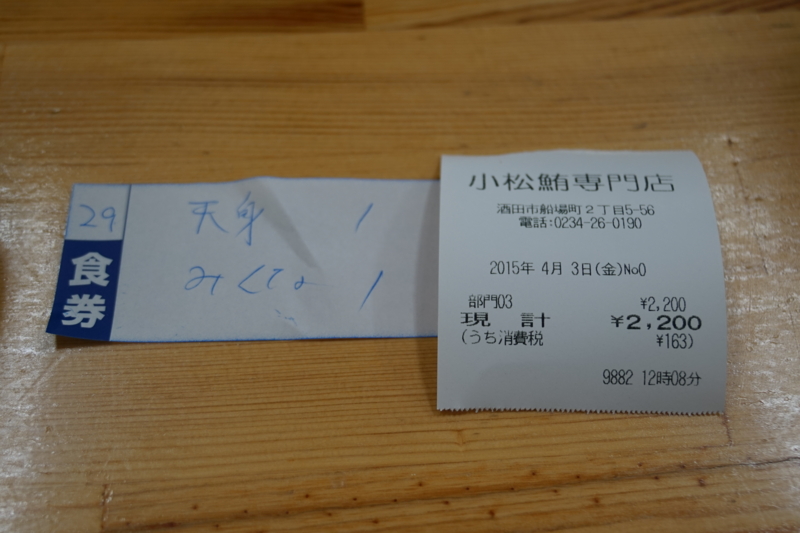 29
食券
天身 1
みくてょ 1
小松鮪専門店
酒田市船場町2丁目5-56
電話:0234-26-0190
2015年 4月 3日(金)No0
部門03 ¥2,200
現 計 ¥2,200
(うち消費税 ¥163)
9882 12時08分